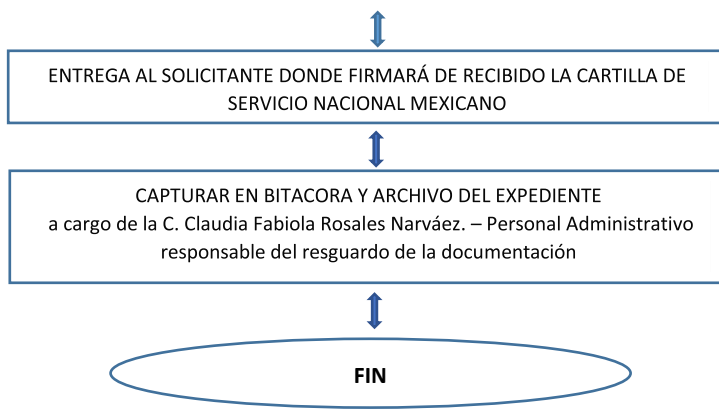 ENTREGA AL SOLICITANTE DONDE FIRMARÁ DE RECIBIDO LA CARTILLA DE
SERVICIO NACIONAL MEXICANO
CAPTURAR EN BITACORA Y ARCHIVO DEL EXPEDIENTE
a cargo de la C. Claudia Fabiola Rosales Narváez. – Personal Administrativo
responsable del resguardo de la documentación
FIN